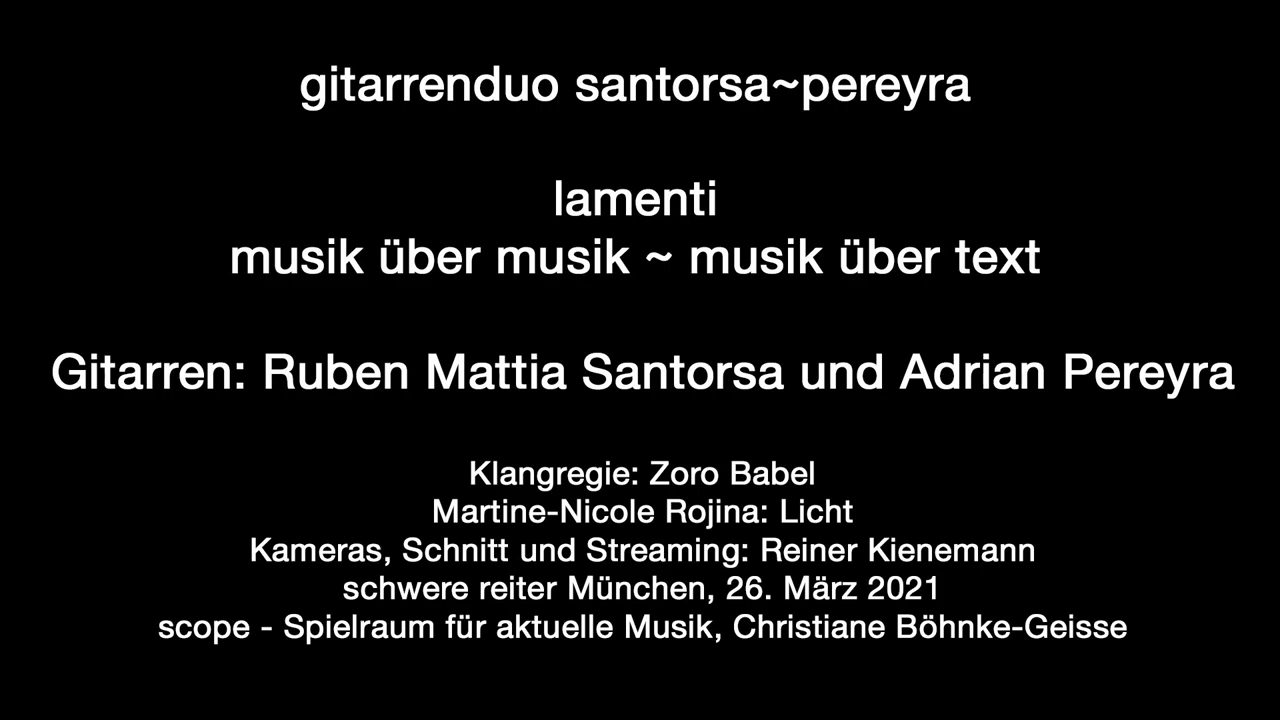 gitarrenduo santorsa~pereyra
lamenti
musik über musik ~ musik über text
Gitarren: Ruben Mattia Santorsa und Adrian Pereyra
Klangregie: Zoro Babel
Martine-Nicole Rojina: Licht
Kameras, Schnitt und Streaming: Reiner Kienemann
schwere reiter München, 26. März 2021
scope - Spielraum für aktuelle Musik, Christiane Böhnke-Geisse